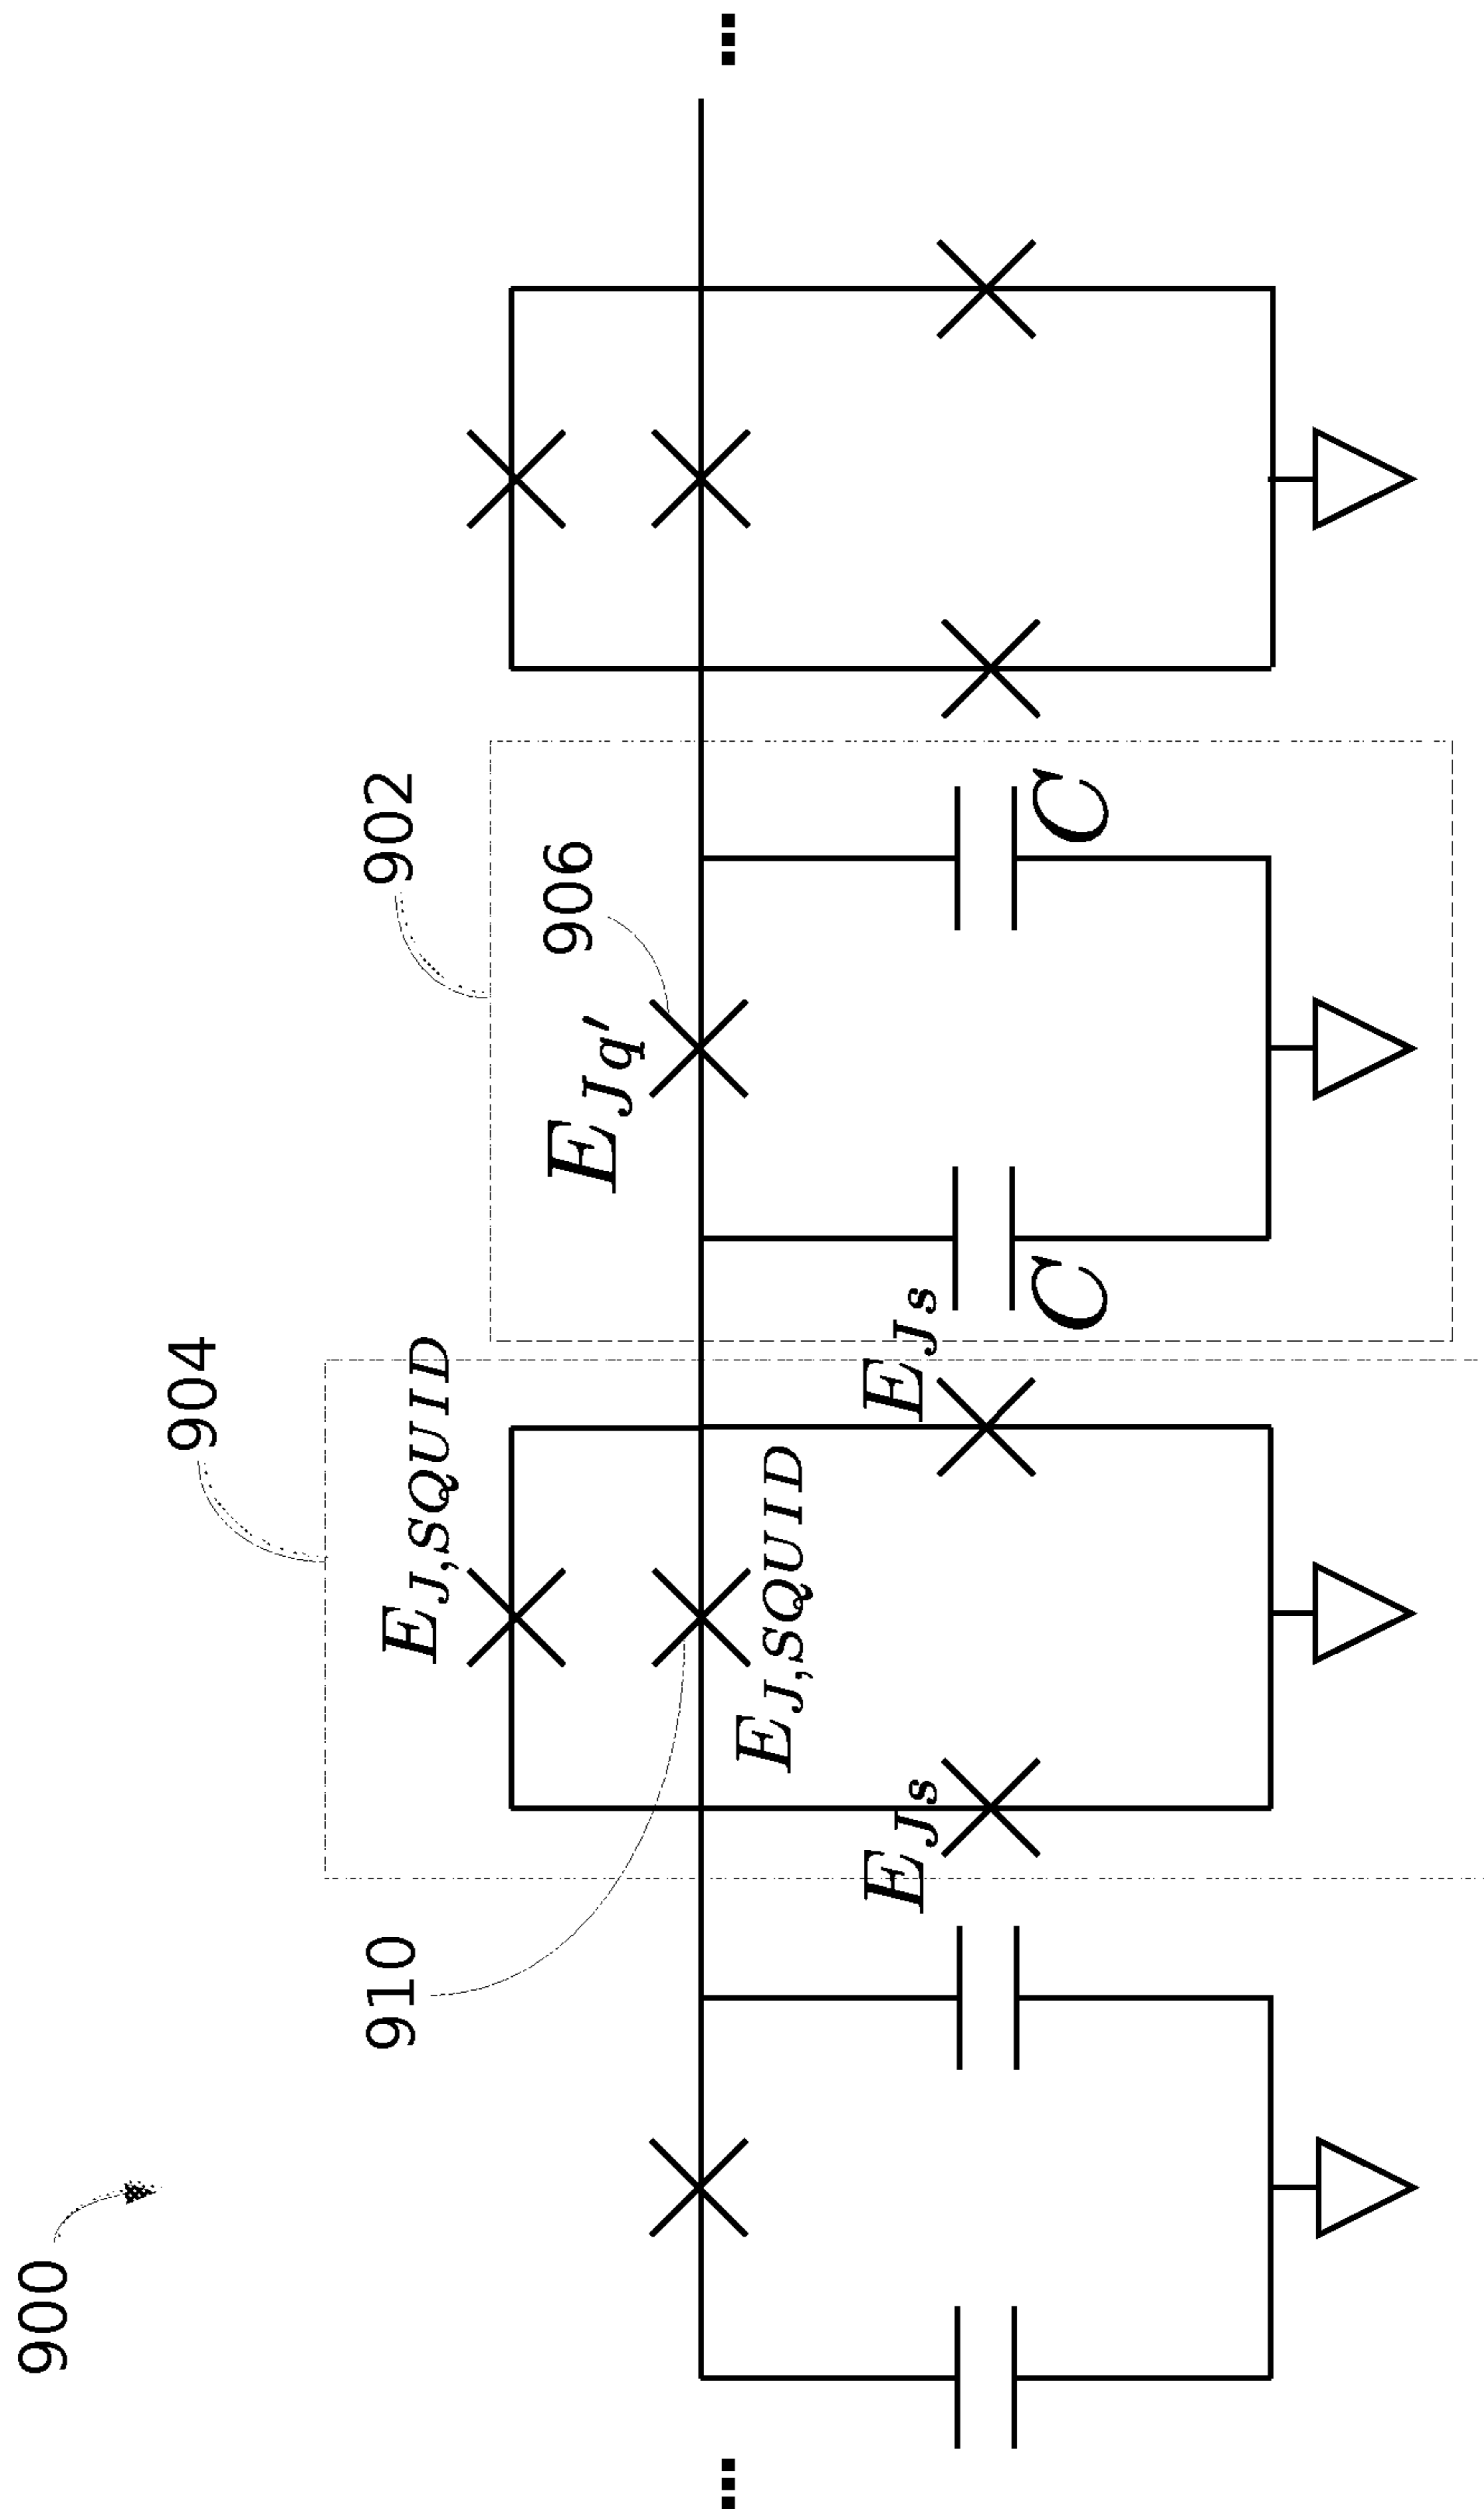 900
904
902
910
906
E_{J,SQUID}
E_{Jq'}
E_{J,SQUID}
E_{Js}
E_{Js}
C
C
...
...